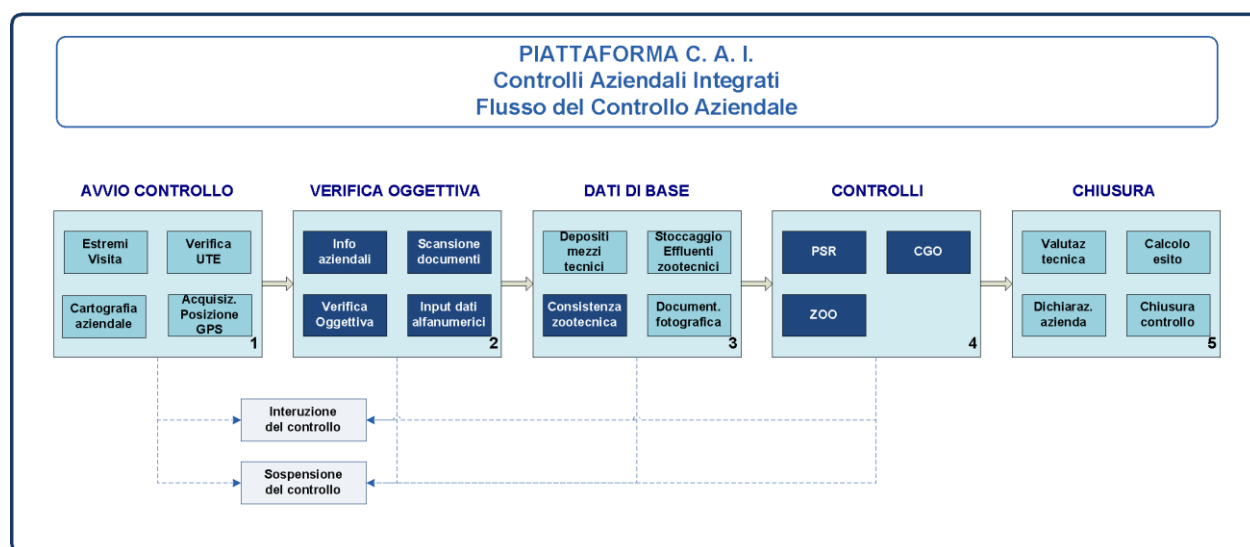 PIATTAFORMA C. A. I.
Controlli Aziendali Integrati
Flusso del Controllo Aziendale
AVVIO CONTROLLO
Estremi
Visita
Verifica
UTE
Cartografia
aziendale
Acquisiz.
Posizione
GPS
1
VERIFICA OGGETTIVA
Info
aziendali
Scansione
documenti
Verifica
Oggettiva
Input dati
alfanumerici
2
DATI DI BASE
Depositi
mezzi
tecnici
Stoccaggio
Effluenti
zootecnici
Consistenza
zootecnica
Document.
fotografica
3
CONTROLLI
PSR
CGO
ZOO
4
CHIUSURA
Valutaz
tecnica
Calcolo
esito
Dichiaraz.
azienda
Chiusura
controllo
5
Interuzione
del controllo
Sospensione
del controllo